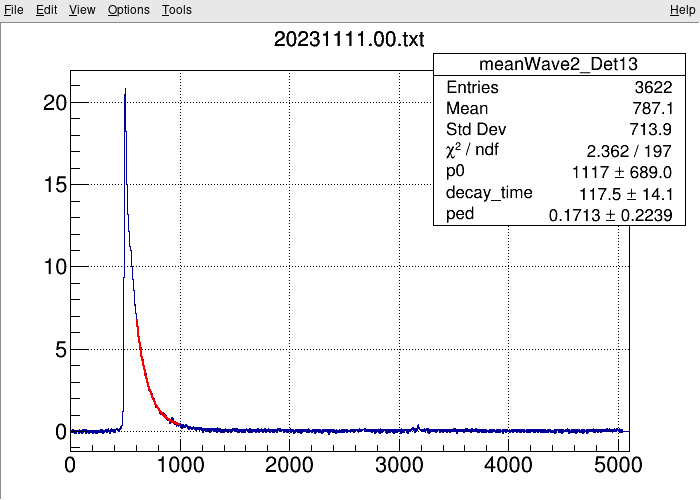 File Edit View Options Tools Help
20231111.00.txt
meanWave2_Det13
Entries 3622
Mean 787.1
Std Dev 713.9
χ² / ndf 2.362 / 197
p0 1117 ± 689.0
decay_time 117.5 ± 14.1
ped 0.1713 ± 0.2239
20
15
10
5
0
0 1000 2000 3000 4000 5000